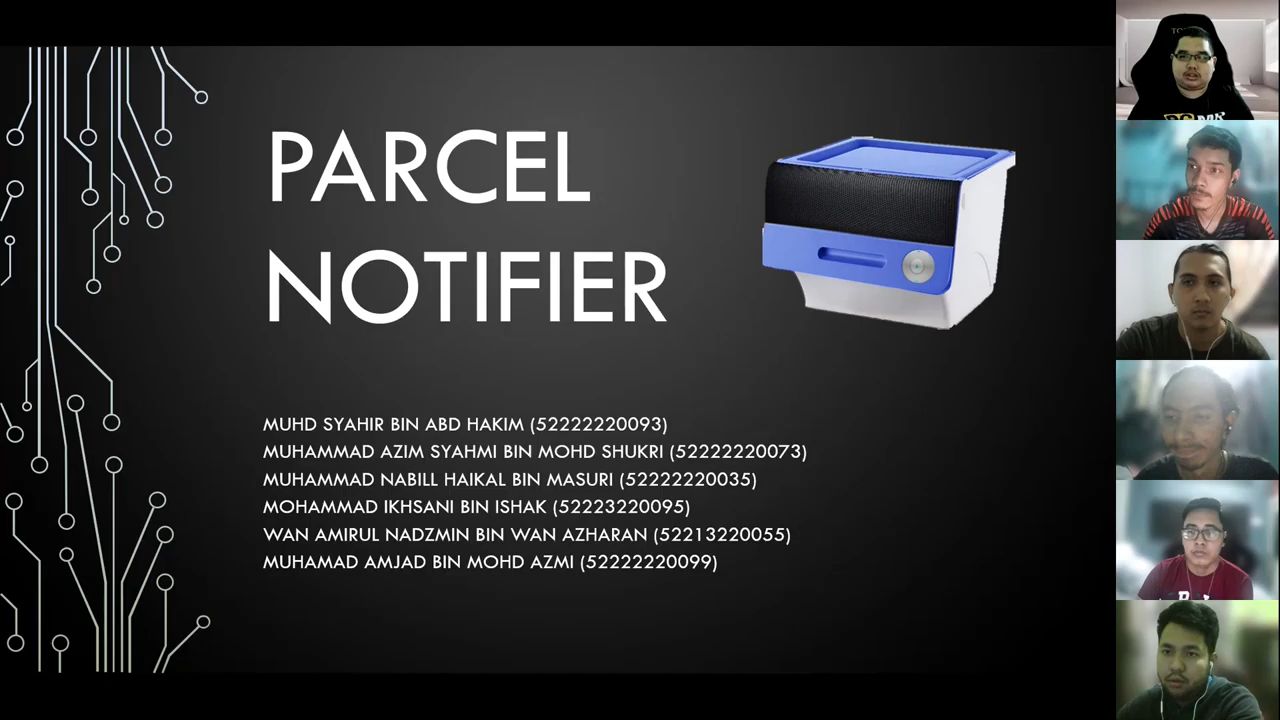 PARCEL
NOTIFIER
MUHD SYAHIR BIN ABD HAKIM (52222220093)
MUHAMMAD AZIM SYAHMI BIN MOHD SHUKRI (52222220073)
MUHAMMAD NABILL HAIKAL BIN MASURI (52222220035)
MOHAMMAD IKHSANI BIN ISHAK (52223220095)
WAN AMIRUL NADZMIN BIN WAN AZHARAN (52213220055)
MUHAMAD AMJAD BIN MOHD AZMI (52222220099)